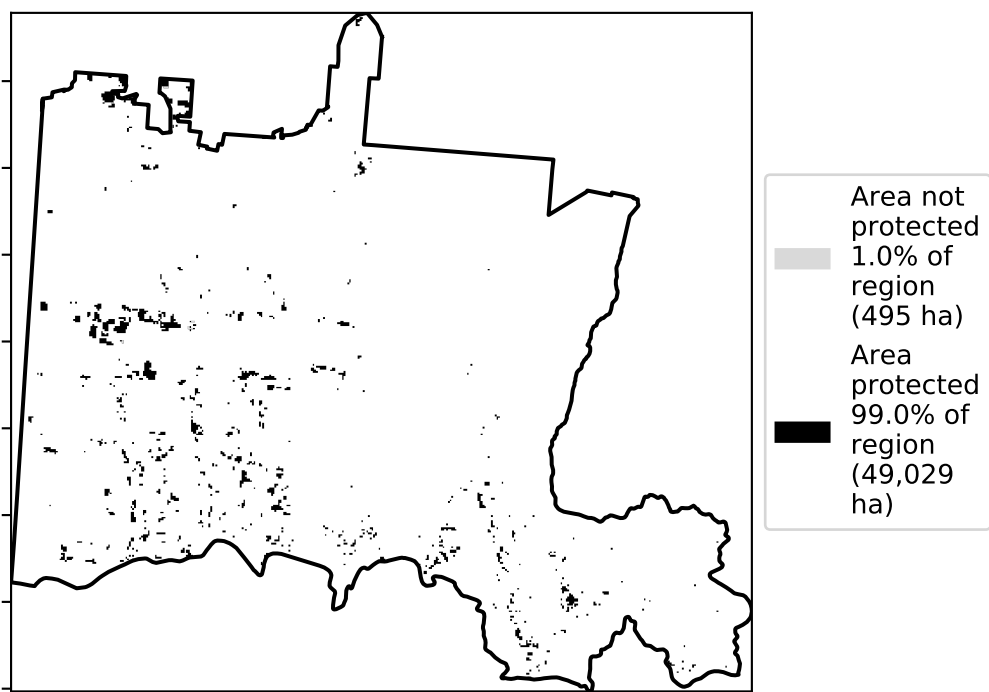 Area not
protected
1.0% of
region
(495 ha)
Area
protected
99.0% of
region
(49,029
ha)